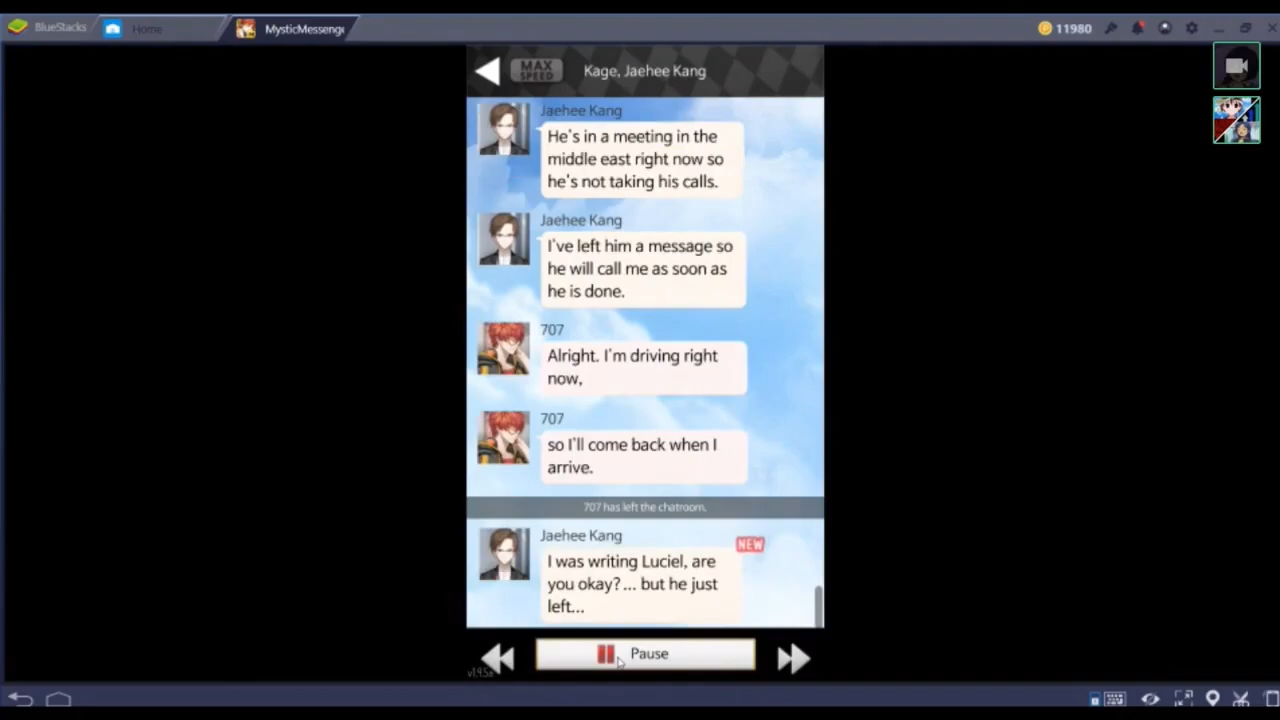 BlueStacks
Home
MysticMesseng
11980
MAX
SPEED
Kage, Jaehee Kang
Jaehee Kang
He's in a meeting in the
middle east right now so
he's not taking his calls.
Jaehee Kang
I've left him a message so
he will call me as soon as
he is done.
707
Alright. I'm driving right
now,
707
so I'll come back when I
arrive.
707 has left the chatroom.
Jaehee Kang
NEW
I was writing Luciel, are
you okay? ... but he just
left...
Pause